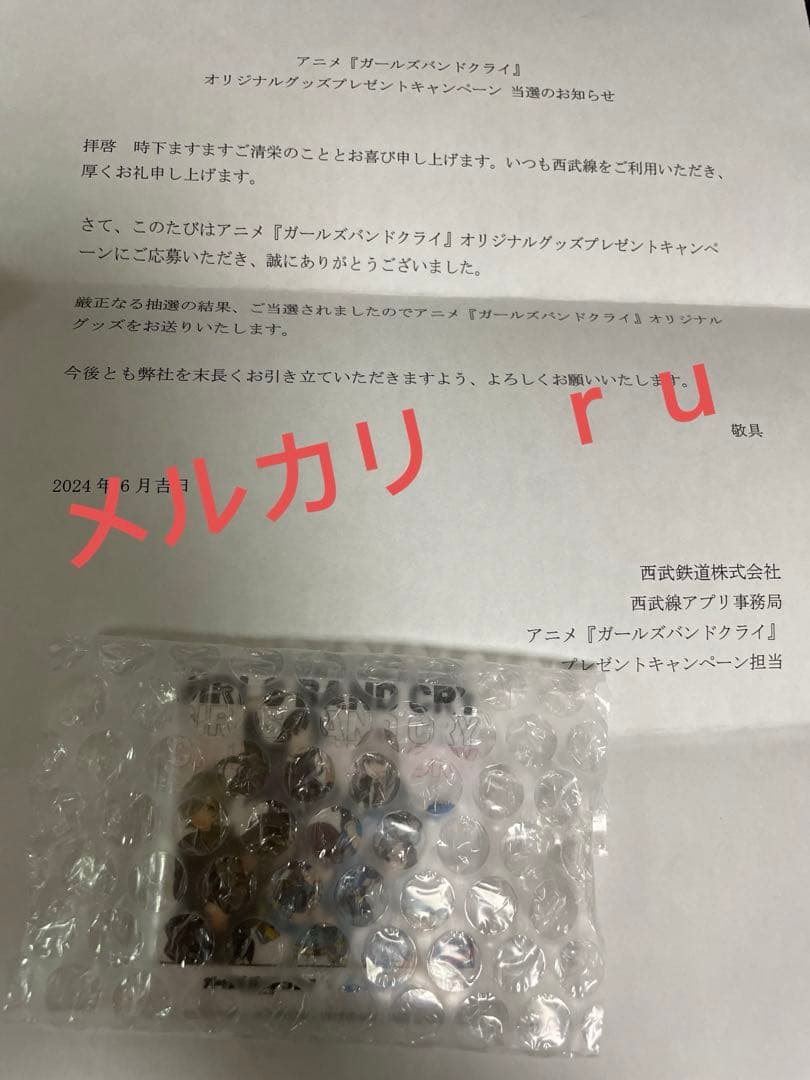 アニメ『ガールズバンドクライ』
オリジナルグッズプレゼントキャンペーン 当選のお知らせ
拝啓　時下ますますご清栄のこととお喜び申し上げます。いつも西武線をご利用いただき、
厚くお礼申し上げます。
さて、このたびはアニメ『ガールズバンドクライ』オリジナルグッズプレゼントキャンペ
ーンにご応募いただき、誠にありがとうございました。
厳正なる抽選の結果、ご当選されましたのでアニメ『ガールズバンドクライ』オリジナル
グッズをお送りいたします。
今後とも弊社を末長くお引き立ていただきますよう、よろしくお願いいたします。
敬具
メルカリ　ｒｕ
2024 年 6 月吉日
西武鉄道株式会社
西武線アプリ事務局
アニメ『ガールズバンドクライ』
プレゼントキャンペーン担当
GIRLS BAND CRY